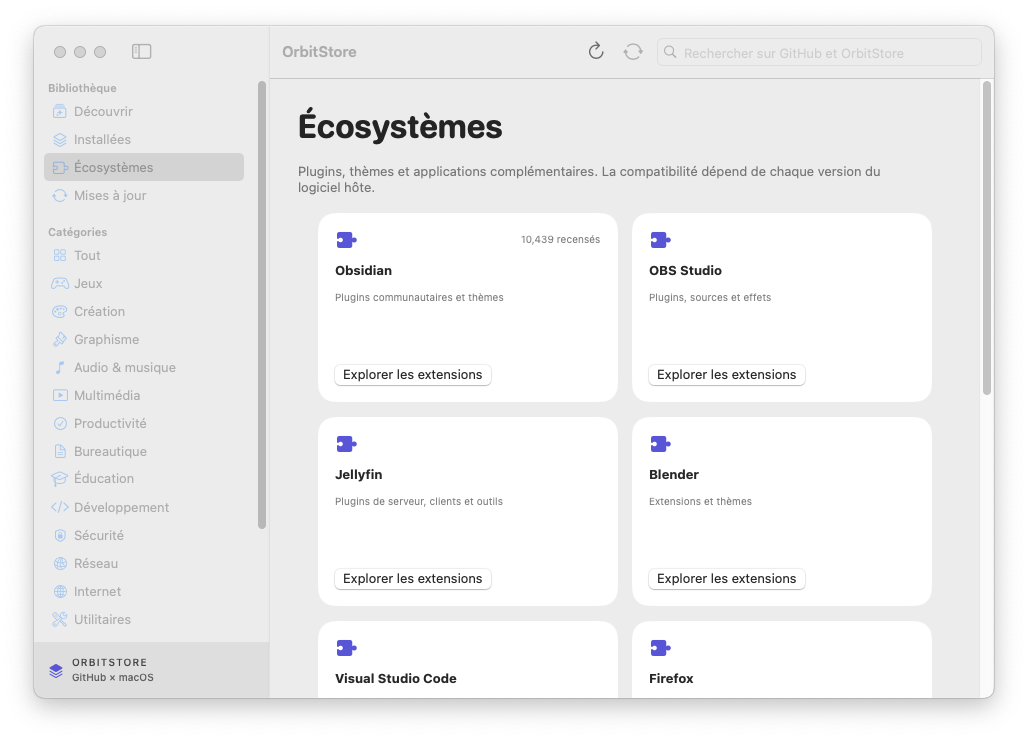 OrbitStore
Rechercher sur GitHub et OrbitStore
Bibliothèque
Découvrir
Installées
Écosystèmes
Mises à jour
Catégories
Tout
Jeux
Création
Graphisme
Audio & musique
Multimédia
Productivité
Bureautique
Éducation
Développement
Sécurité
Réseau
Internet
Utilitaires
ORBITSTORE
GitHub × macOS
Écosystèmes
Plugins, thèmes et applications complémentaires. La compatibilité dépend de chaque version du
logiciel hôte.
10,439 recensés
Obsidian
Plugins communautaires et thèmes
Explorer les extensions
OBS Studio
Plugins, sources et effets
Explorer les extensions
Jellyfin
Plugins de serveur, clients et outils
Explorer les extensions
Blender
Extensions et thèmes
Explorer les extensions
Visual Studio Code
Firefox